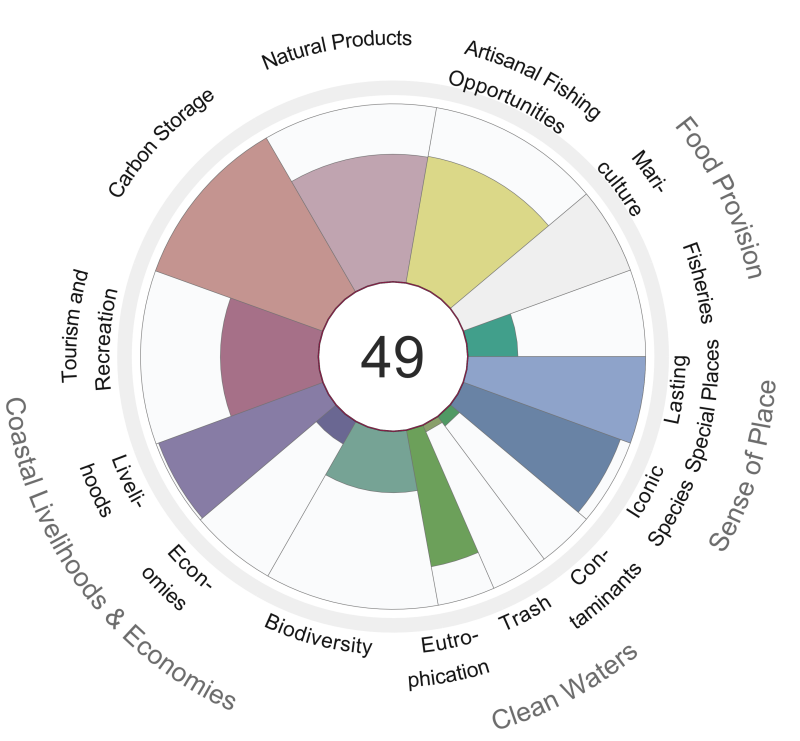 Natural Products
Artisanal Fishing
Opportunities
Mari-
culture
Food Provision
Fisheries
Lasting
Special Places
Sense of Place
Iconic
Species
Con-
taminants
Trash
Clean Waters
Eutro-
phication
Biodiversity
Econ-
omies
Liveli-
hoods
Coastal Livelihoods & Economies
Tourism and
Recreation
Carbon Storage
49